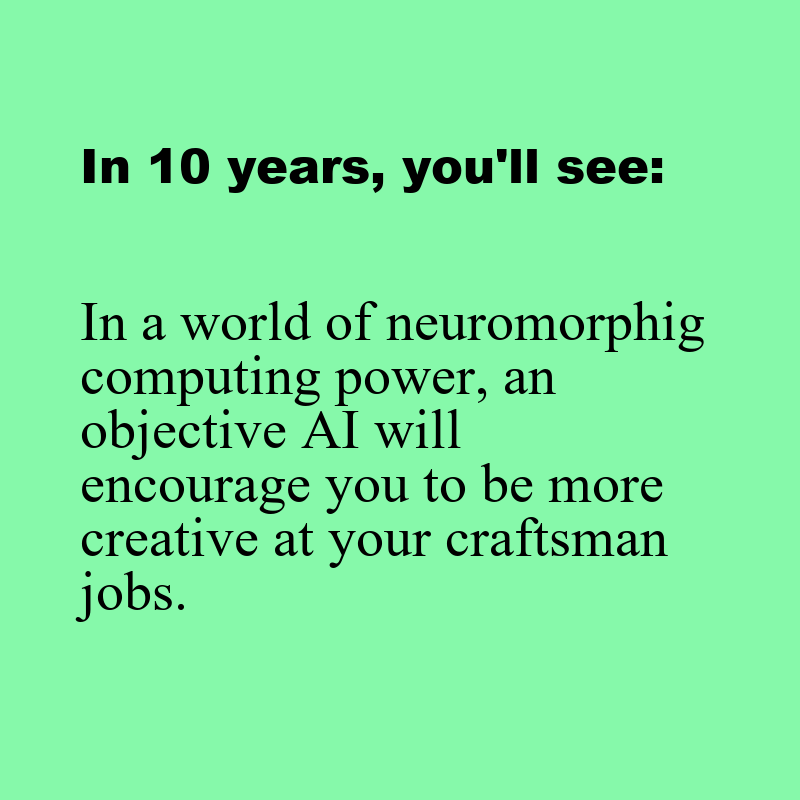 In 10 years, you'll see:
In a world of neuromorphig
computing power, an
objective AI will
encourage you to be more
creative at your craftsman
jobs.